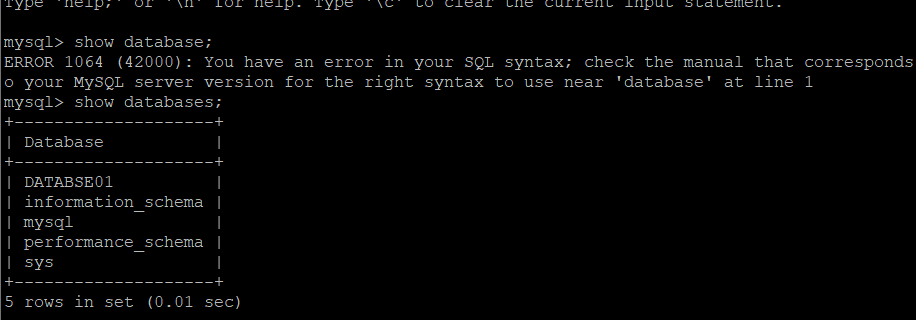 Type 'help;' or '\h' for help. Type '\c' to clear the current input statement.
mysql> show database;
ERROR 1064 (42000): You have an error in your SQL syntax; check the manual that corresponds
o your MySQL server version for the right syntax to use near 'database' at line 1
mysql> show databases;
+--------------------+
| Database           |
+--------------------+
| DATABSE01          |
| information_schema |
| mysql              |
| performance_schema |
| sys                |
+--------------------+
5 rows in set (0.01 sec)